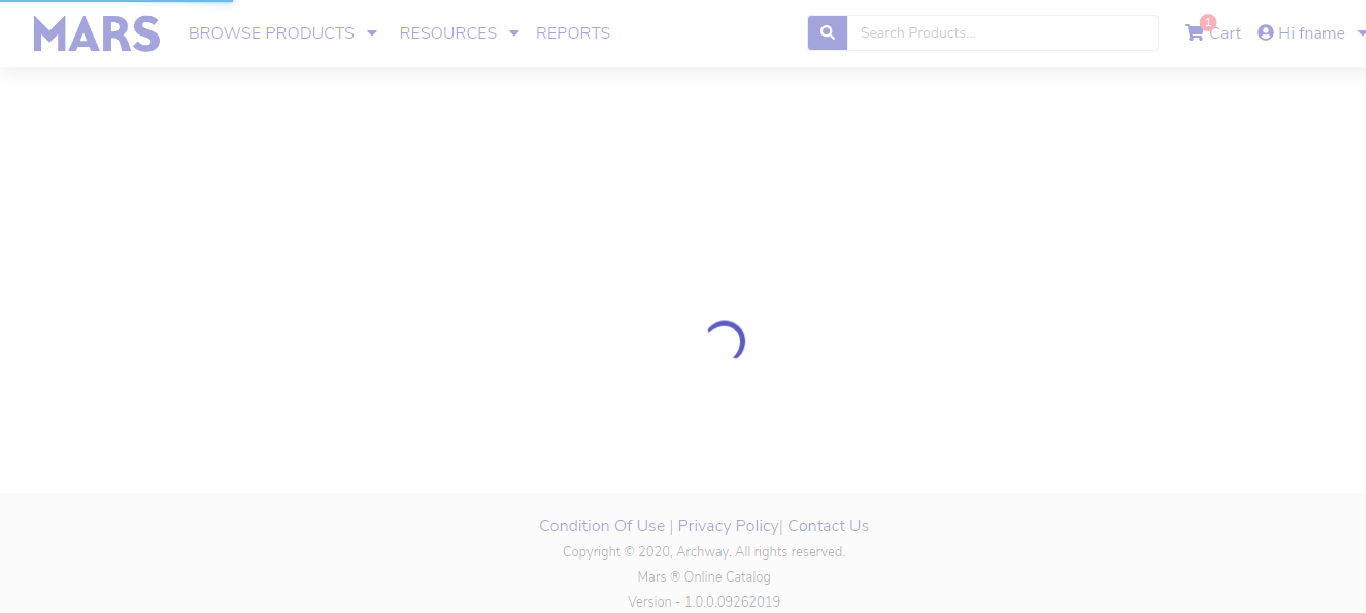 MARS BROWSE PRODUCTS RESOURCES REPORTS Search Products... 1 Cart Hi fname
Condition Of Use | Privacy Policy| Contact Us
Copyright © 2020, Archway. All rights reserved.
Mars ® Online Catalog
Version - 1.0.0.09262019